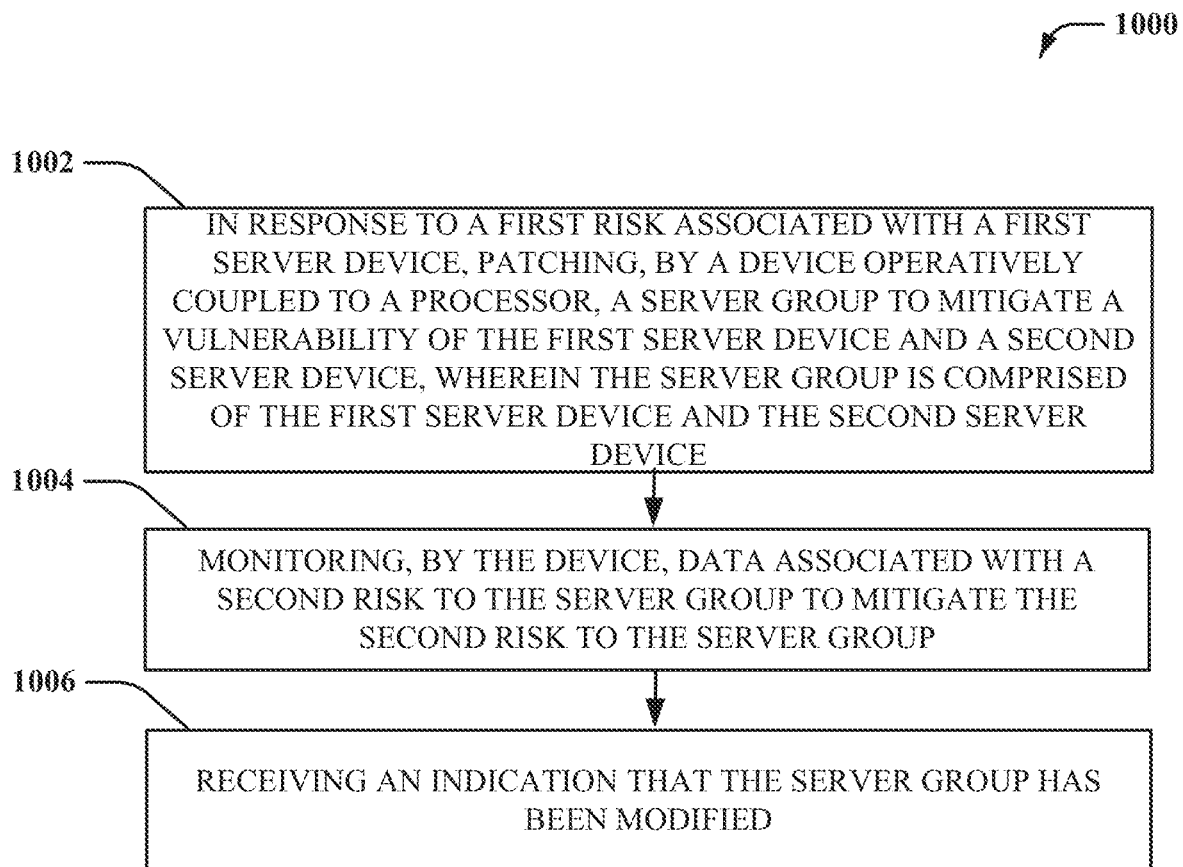 1000
1002
IN RESPONSE TO A FIRST RISK ASSOCIATED WITH A FIRST
SERVER DEVICE, PATCHING, BY A DEVICE OPERATIVELY
COUPLED TO A PROCESSOR, A SERVER GROUP TO MITIGATE A
VULNERABILITY OF THE FIRST SERVER DEVICE AND A SECOND
SERVER DEVICE, WHEREIN THE SERVER GROUP IS COMPRISED
OF THE FIRST SERVER DEVICE AND THE SECOND SERVER
DEVICE
1004
MONITORING, BY THE DEVICE, DATA ASSOCIATED WITH A
SECOND RISK TO THE SERVER GROUP TO MITIGATE THE
SECOND RISK TO THE SERVER GROUP
1006
RECEIVING AN INDICATION THAT THE SERVER GROUP HAS
BEEN MODIFIED